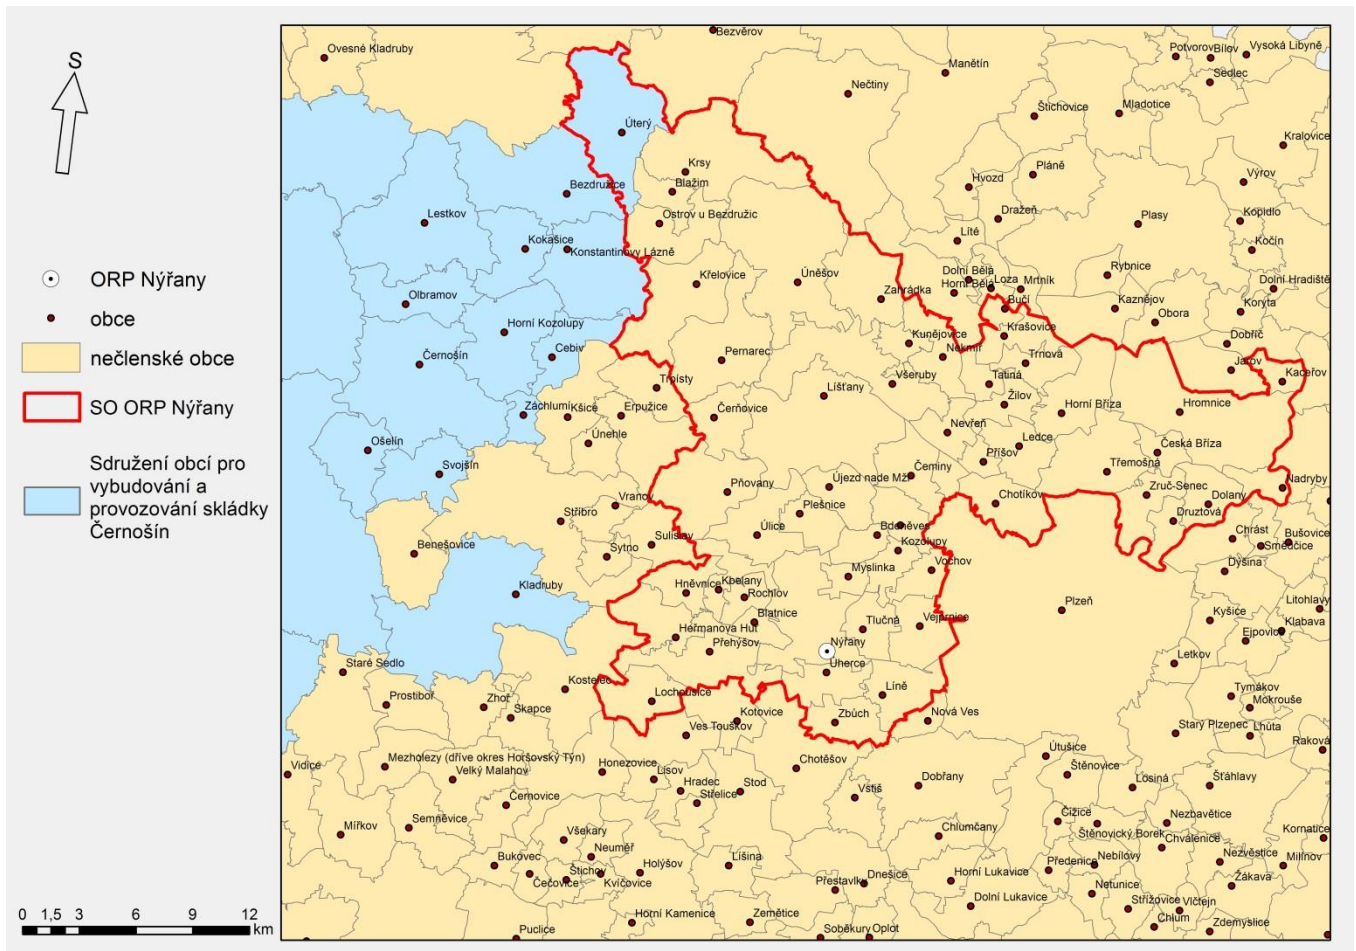 S
ORP Nýřany
obce
nečlenské obce
SO ORP Nýřany
Sdružení obcí pro
vybudování a
provozování skládky
Černošín
0 1,5 3 6 9 12
km
Bezvěrov
Ovesné Kladruby
Potvorov
Bílov
Vysoká Libyně
Manětín
Sedlec
Nečtiny
Štichovice
Mladotice
Úterý
Kralovice
Krsy
Pláně
Hvozd
Výrov
Bezdružice
Blažim
Lestkov
Ostrov u Bezdružic
Dražeň
Plasy
Kopidlo
Líté
Kočín
Kokašice
Konstantinovy Lázně
Dolní Bělá
Rybnice
Křelovice
Úněšov
Horní Bělá
Loza
Mrtník
Dolní Hradiště
Olbramov
Zahrádka
Bučí
Kaznějov
Obora
Koryta
Horní Kozolupy
Kunějovice
Krašovice
Dobříč
Černošín
Cebiv
Pernarec
Nekmíř
Trnová
Jarov
Kaceřov
Trpísty
Líšťany
Všeruby
Tatiná
Záchlumí
Kšice
Erpužice
Čerňovice
Žilov
Horní Bříza
Hromnice
Ošelín
Únehle
Nevřeň
Ledce
Česká Bříza
Svojšín
Příšov
Třemošná
Újezd nade Mží
Čeminy
Nadryby
Vranov
Pňovany
Zruč-Senec
Dolany
Stříbro
Plešnice
Chotíkov
Druztová
Benešovice
Sytno
Sulislav
Úlice
Bdeněves
Kozolupy
Chrást
Bušovice
Smědčice
Vochov
Dýšina
Kladruby
Hněvnice
Kbelany
Rochlov
Myslinka
Plzeň
Litohlavy
Blatnice
Kyšice
Klabava
Heřmanova Huť
Tlučná
Vejprnice
Ejpovice
Přehýšov
Nýřany
Staré Sedlo
Úherce
Letkov
Prostiboř
Kostelec
Lochousice
Líně
Tymákov
Zhoř
Skapce
Mokrouše
Ves Touškov
Kotovice
Zbůch
Nová Ves
Starý Plzenec
Lhůta
Raková
Vidice
Mezholezy (dříve okres Horšovský Týn)
Velký Malahov
Honezovice
Lisov
Chotěšov
Útušice
Štěnovice
Hradec
Střelice
Stod
Dobřany
Losiná
Šťáhlavy
Černovice
Vstiš
Mířkov
Semněvice
Čižice
Štěnovický Borek
Nezbavětice
Kornatice
Všekary
Chlumčany
Chválenice
Bukovec
Neuměř
Holýšov
Líšina
Předenice
Nebílovy
Nezvěstice
Milínov
Čečovice
Štichov
Kvíčovice
Přestavlky
Dnešice
Horní Lukavice
Netunice
Žákava
Dolní Lukavice
Střížovice
Vlčtejn
Horní Kamenice
Zemětice
Chlum
Zdemyslice
Puclice
Soběkury
Oplot